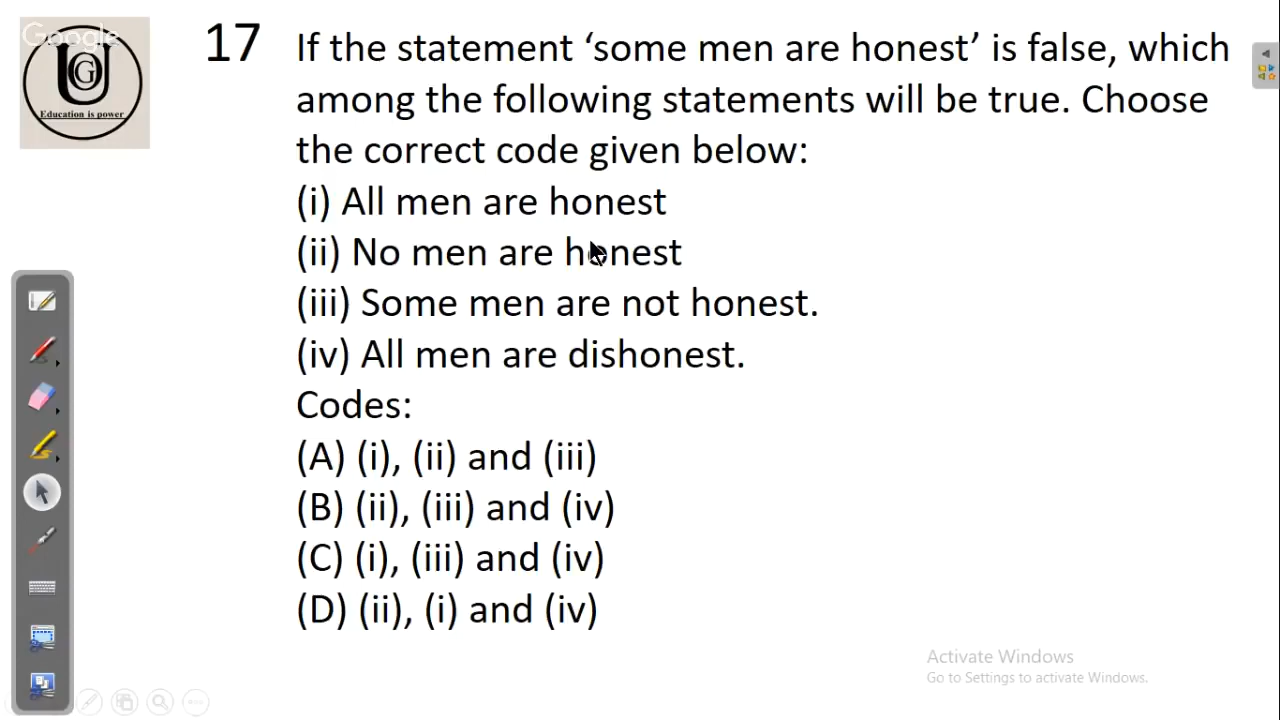 Google
U
G
Education is power
17 If the statement ‘some men are honest’ is false, which
among the following statements will be true. Choose
the correct code given below:
(i) All men are honest
(ii) No men are honest
(iii) Some men are not honest.
(iv) All men are dishonest.
Codes:
(A) (i), (ii) and (iii)
(B) (ii), (iii) and (iv)
(C) (i), (iii) and (iv)
(D) (ii), (i) and (iv)
Activate Windows
Go to Settings to activate Windows.